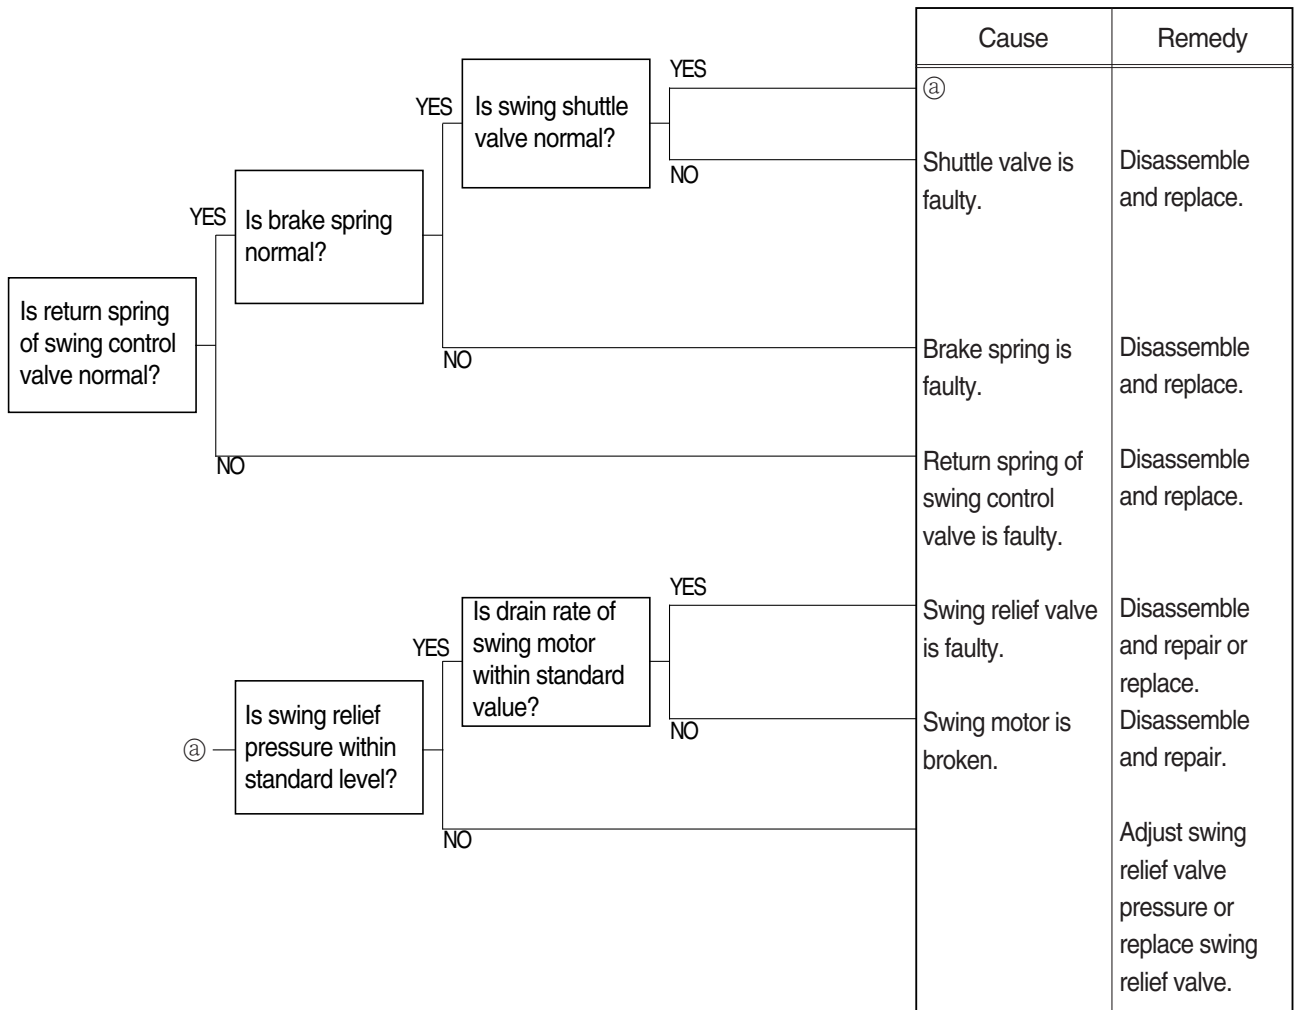 Cause
Remedy
YES
ⓐ
YES
Is swing shuttle
valve normal?
NO
Shuttle valve is
faulty.
Disassemble
and replace.
YES
Is brake spring
normal?
Is return spring
of swing control
valve normal?
NO
Brake spring is
faulty.
Disassemble
and replace.
NO
Return spring of
swing control
valve is faulty.
Disassemble
and replace.
YES
Is drain rate of
swing motor
within standard
value?
Swing relief valve
is faulty.
Disassemble
and repair or
replace.
YES
NO
Swing motor is
broken.
Disassemble
and repair.
ⓐ
Is swing relief
pressure within
standard level?
NO
Adjust swing
relief valve
pressure or
replace swing
relief valve.